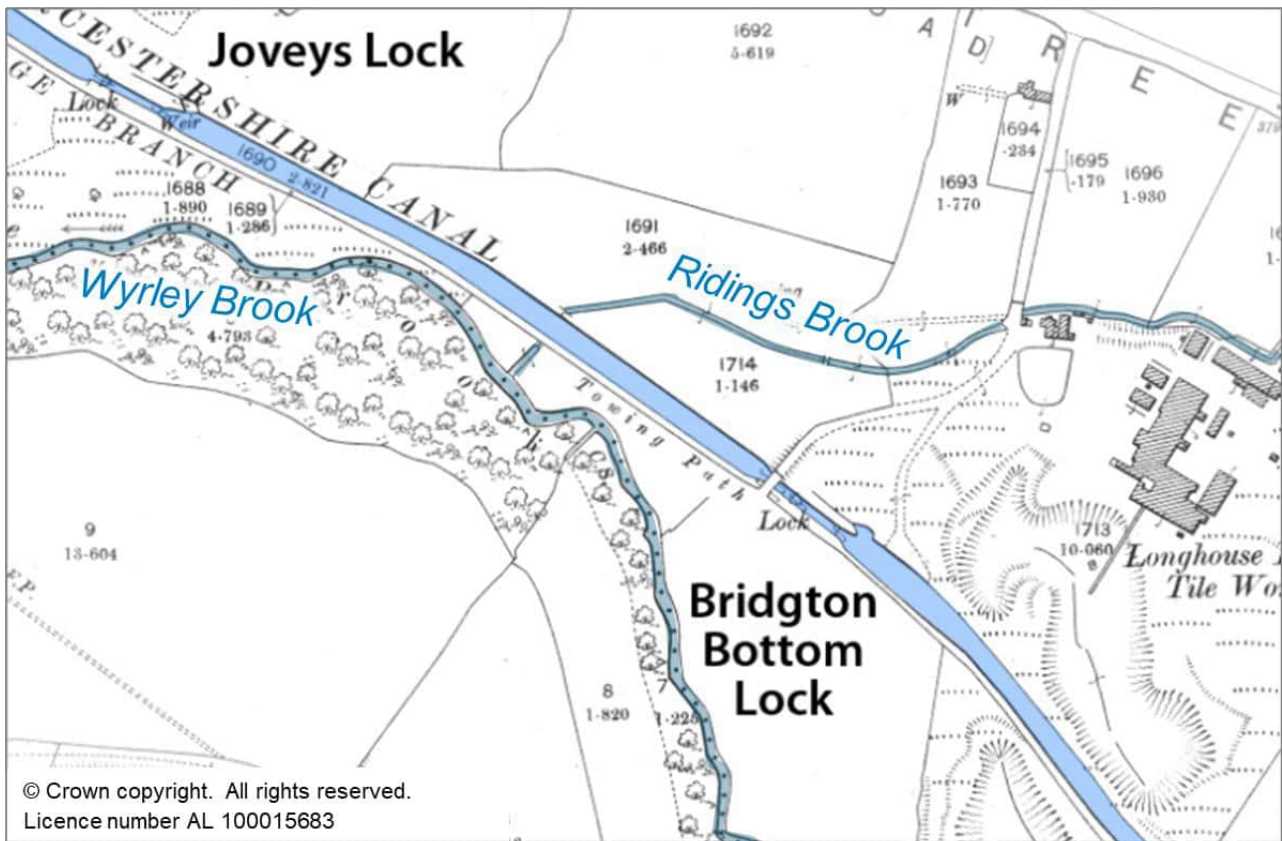 Joveys Lock
RCESTERSHIRE CANAL
GE BRANCH
Lock
Weir
1690
2·821
1688
1·890
1689
1·286
1692
5·619
1691
2·466
1693
1·770
1694
·234
1695
·179
1696
1·930
W
Wyrley Brook
4·793
Ridings Brook
1714
1·146
Towing Path
Lock
9
13·604
F.P.
8
1·820
7
1·225
Bridgton
Bottom
Lock
1713
10·060
Longhouse
Tile Wo
© Crown copyright. All rights reserved.
Licence number AL 100015683